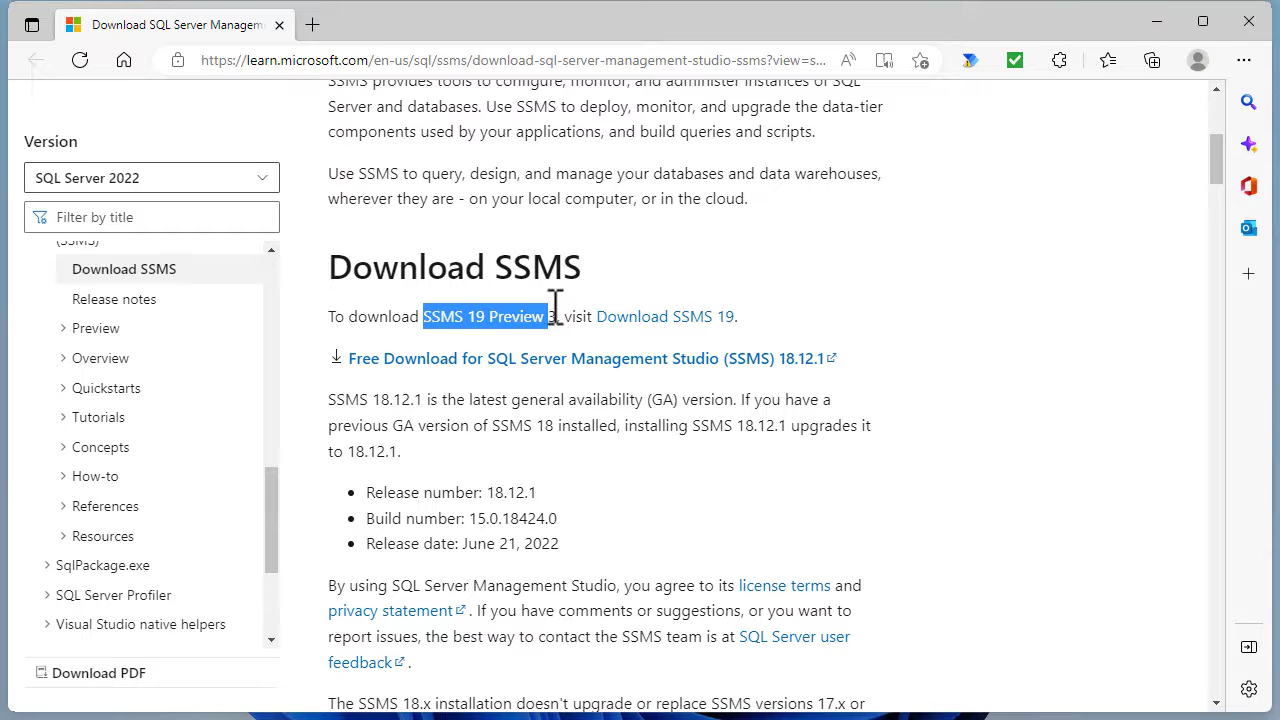 Download SQL Server Managem
https://learn.microsoft.com/en-us/sql/ssms/download-sql-server-management-studio-ssms?view=s...
SSMS provides tools to configure, monitor, and administer instances of SQL
Server and databases. Use SSMS to deploy, monitor, and upgrade the data-tier
components used by your applications, and build queries and scripts.
Use SSMS to query, design, and manage your databases and data warehouses,
wherever they are - on your local computer, or in the cloud.
Version
SQL Server 2022
Filter by title
(SSMS)
Download SSMS
Release notes
Preview
Overview
Quickstarts
Tutorials
Concepts
How-to
References
Resources
SqlPackage.exe
SQL Server Profiler
Visual Studio native helpers
Download PDF
Download SSMS
To download SSMS 19 Preview 3, visit Download SSMS 19.
Free Download for SQL Server Management Studio (SSMS) 18.12.1
SSMS 18.12.1 is the latest general availability (GA) version. If you have a
previous GA version of SSMS 18 installed, installing SSMS 18.12.1 upgrades it
to 18.12.1.
• Release number: 18.12.1
• Build number: 15.0.18424.0
• Release date: June 21, 2022
By using SQL Server Management Studio, you agree to its license terms and
privacy statement. If you have comments or suggestions, or you want to
report issues, the best way to contact the SSMS team is at SQL Server user
feedback.
The SSMS 18.x installation doesn't upgrade or replace SSMS versions 17.x or